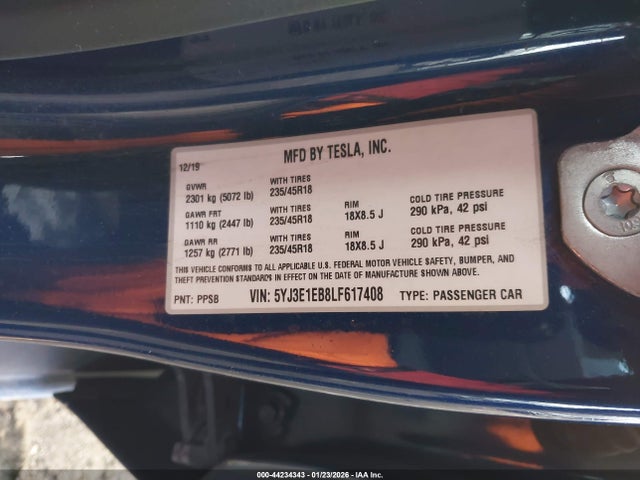 MFD BY TESLA, INC.
12/19
GVWR
2301 kg (5072 lb)
WITH TIRES
235/45R18
GAWR FRT
1110 kg (2447 lb)
WITH TIRES
235/45R18
RIM
18X8.5 J
COLD TIRE PRESSURE
290 kPa, 42 psi
GAWR RR
1257 kg (2771 lb)
WITH TIRES
235/45R18
RIM
18X8.5 J
COLD TIRE PRESSURE
290 kPa, 42 psi
THIS VEHICLE CONFORMS TO ALL APPLICABLE U.S. FEDERAL MOTOR VEHICLE SAFETY, BUMPER, AND
THEFT PREVENTION STANDARDS IN EFFECT ON THE DATE OF MANUFACTURE SHOWN ABOVE.
PNT: PPSB VIN: 5YJ3E1EB8LF617408 TYPE: PASSENGER CAR
000-44234343 - 01/23/2026 - IAA Inc.